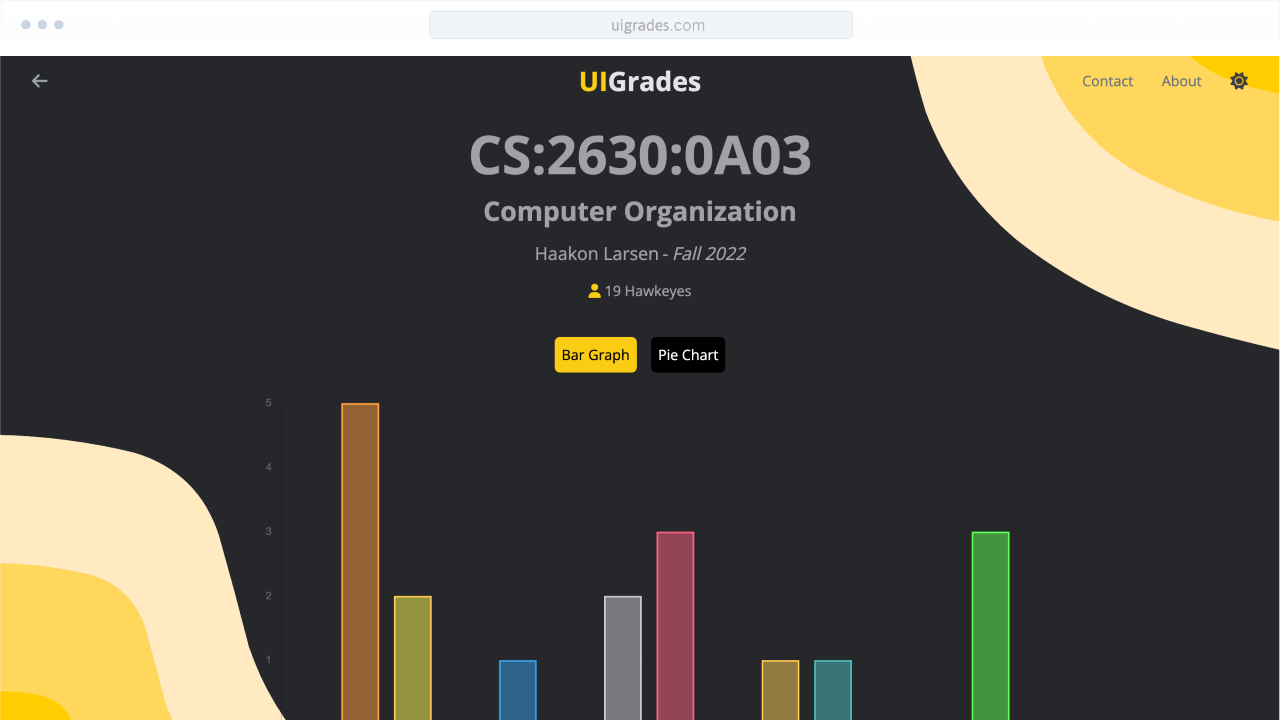 uigrades.com
UIGrades
Contact
About
CS:2630:0A03
Computer Organization
Haakon Larsen - Fall 2022
19 Hawkeyes
Bar Graph
Pie Chart
5
4
3
2
1